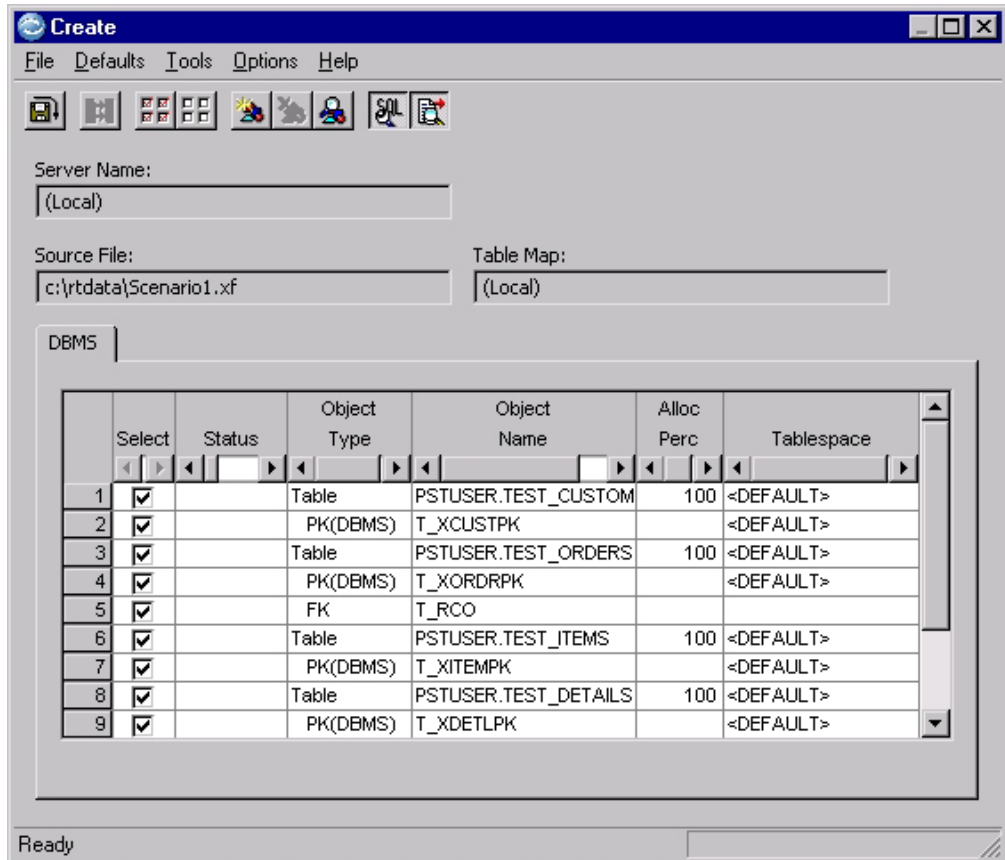 Create
File Defaults Tools Options Help
SQL
Server Name:
(Local)
Source File:
Table Map:
c:\rtdata\Scenario1.xf
(Local)
DBMS
Select Status Object Type Object Name Alloc Perc Tablespace
1 Table PSTUSER.TEST_CUSTOM 100 <DEFAULT>
2 PK(DBMS) T_XCUSTPK <DEFAULT>
3 Table PSTUSER.TEST_ORDERS 100 <DEFAULT>
4 PK(DBMS) T_XORDRPK <DEFAULT>
5 FK T_RCO
6 Table PSTUSER.TEST_ITEMS 100 <DEFAULT>
7 PK(DBMS) T_XITEMPK <DEFAULT>
8 Table PSTUSER.TEST_DETAILS 100 <DEFAULT>
9 PK(DBMS) T_XDETLPK <DEFAULT>
Ready